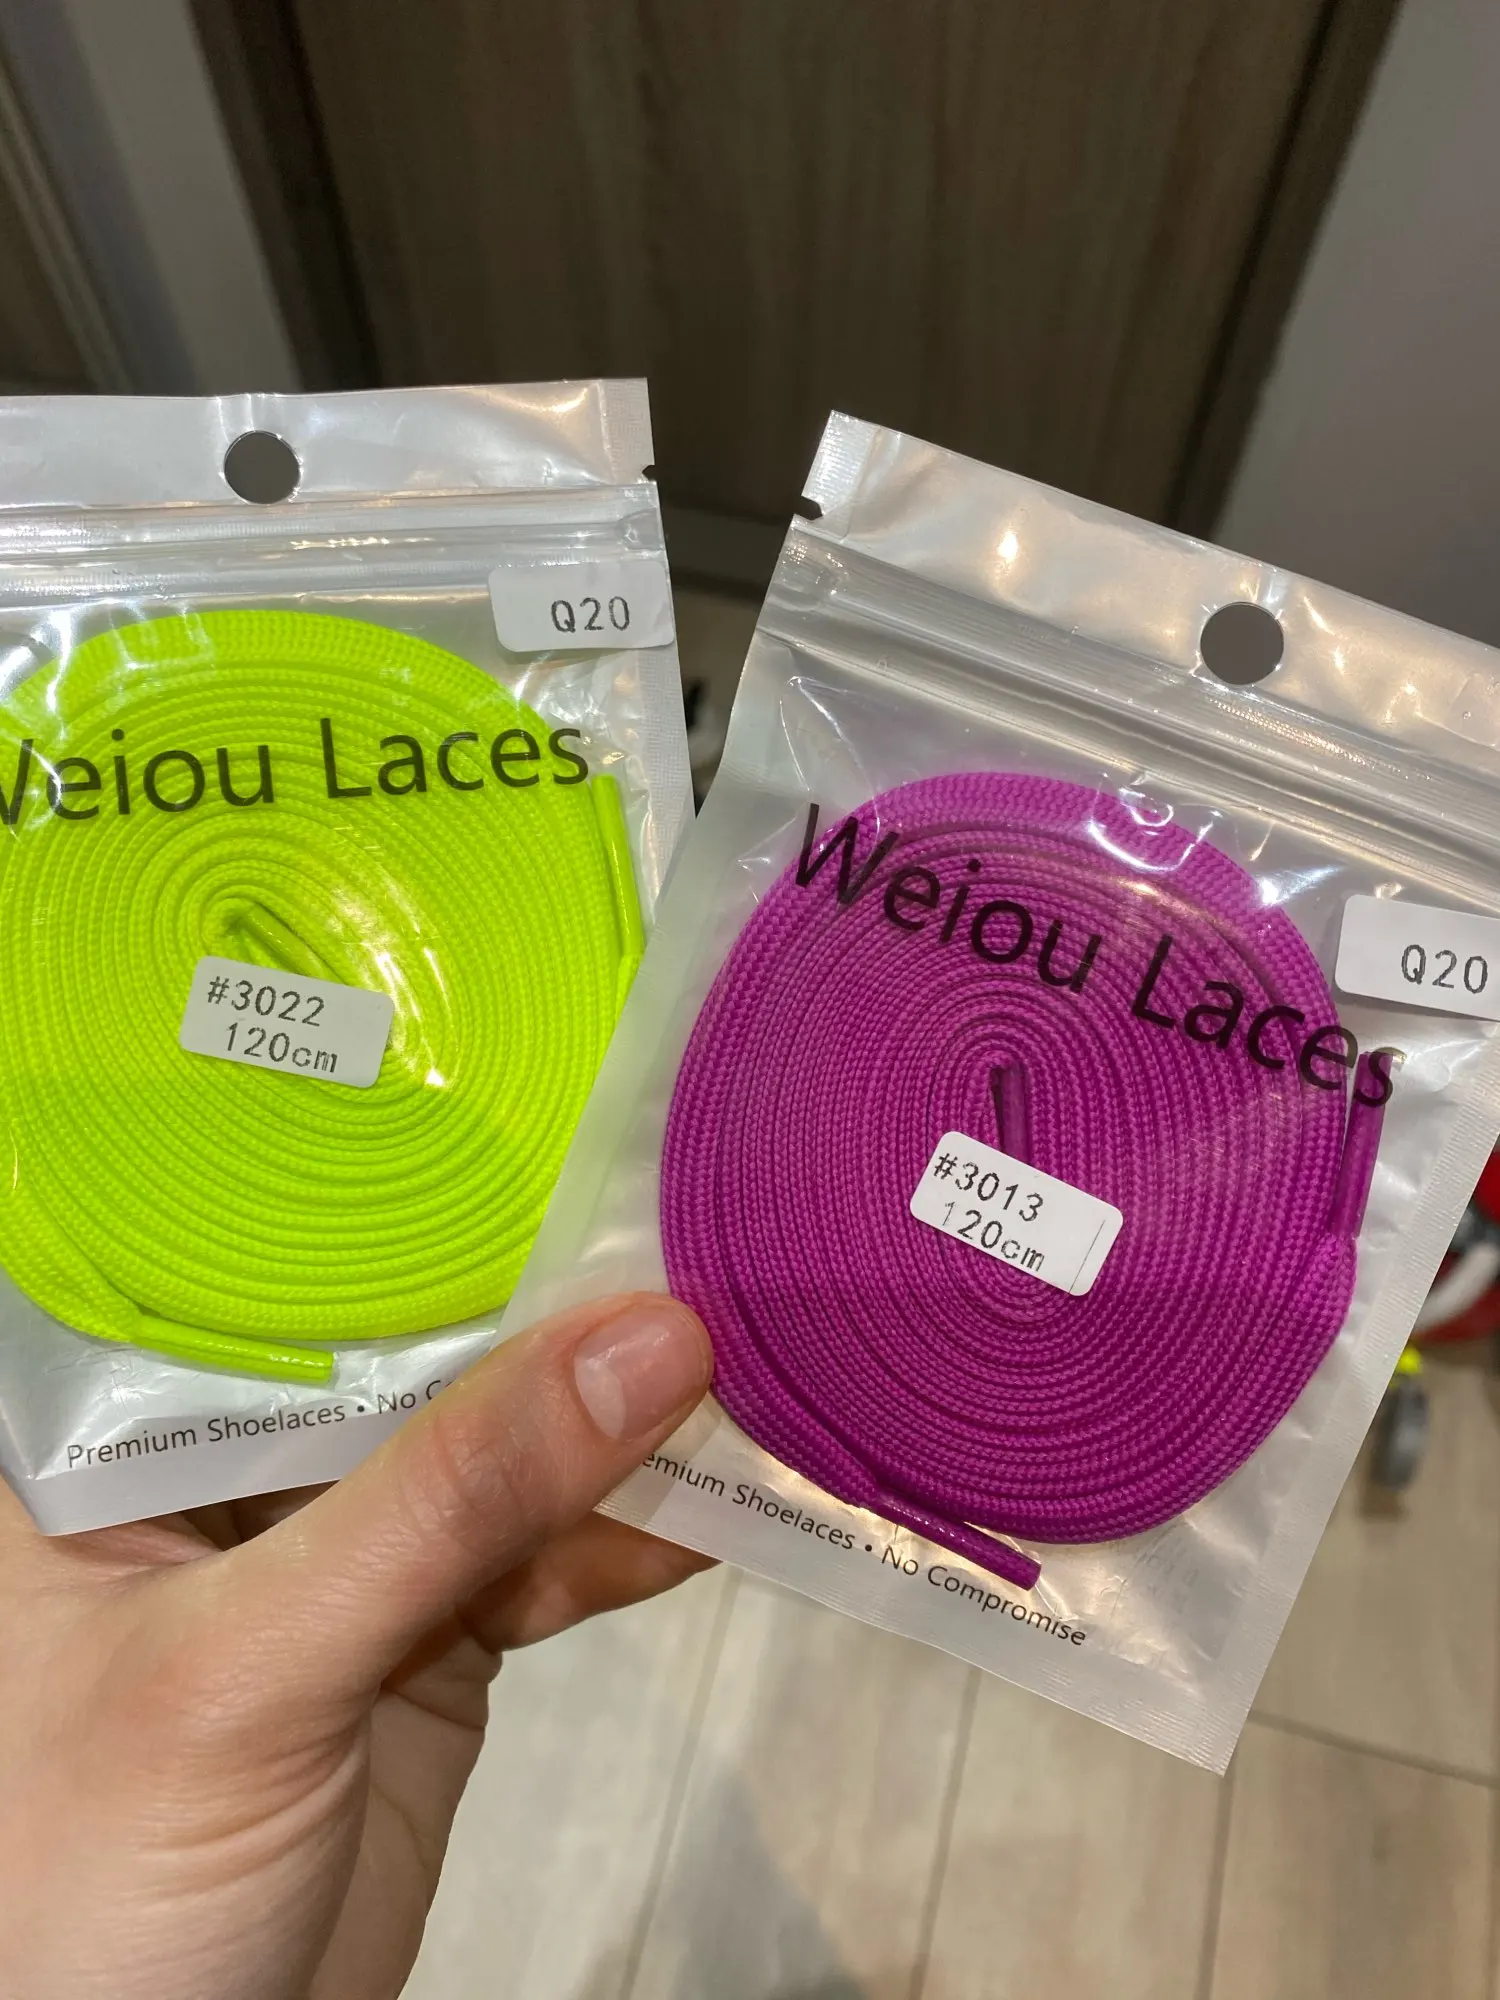 Q20
Weiou Laces
#3022
120cm
Premium Shoelaces • No
Q20
Weiou Laces
#3013
120cm
emium Shoelaces • No Compromise